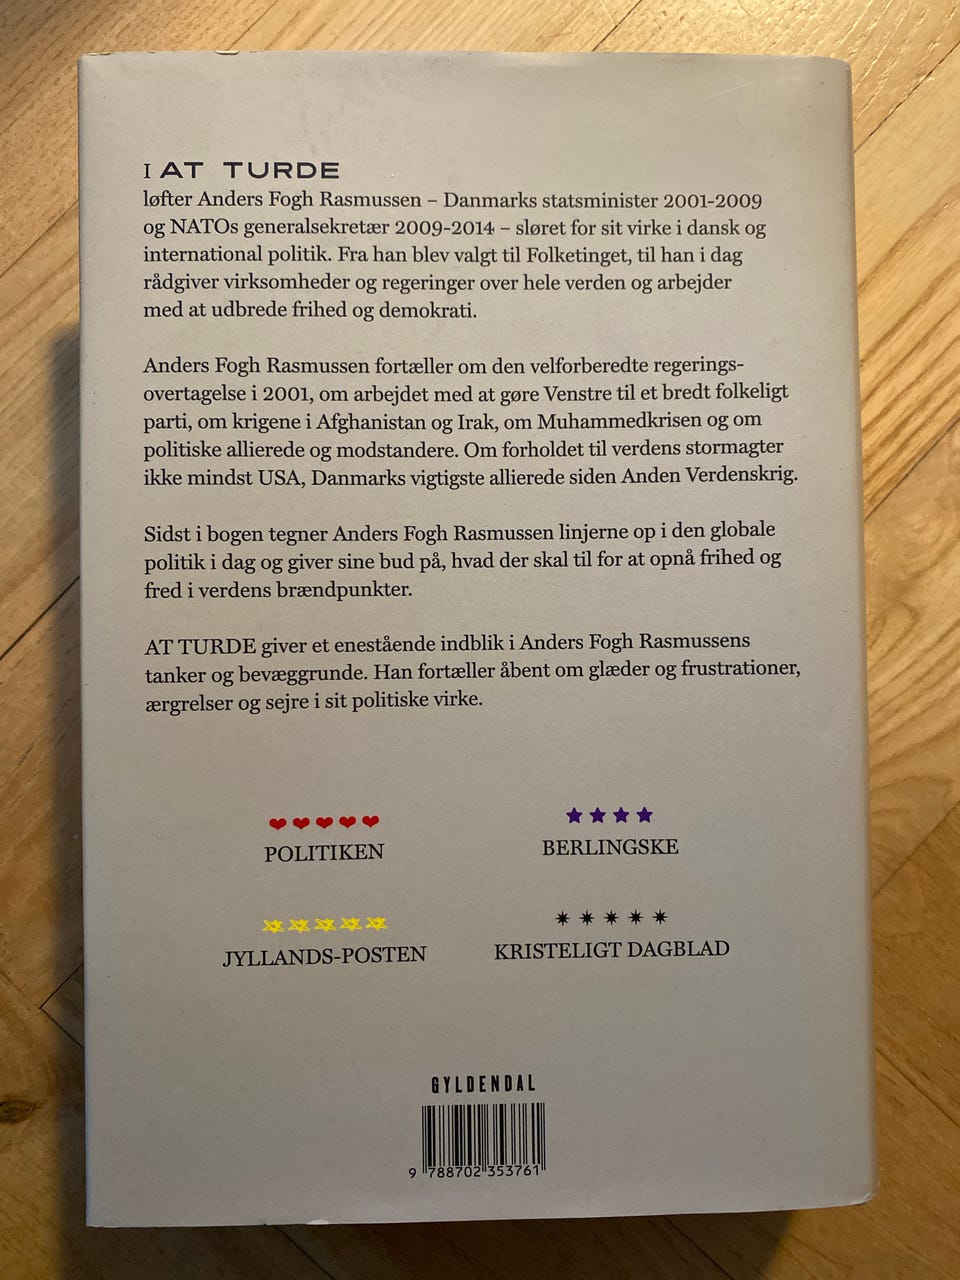 I AT TURDE
løfter Anders Fogh Rasmussen – Danmarks statsminister 2001-2009
og NATOs generalsekretær 2009-2014 – sløret for sit virke i dansk og
international politik. Fra han blev valgt til Folketinget, til han i dag
rådgiver virksomheder og regeringer over hele verden og arbejder
med at udbrede frihed og demokrati.
Anders Fogh Rasmussen fortæller om den velforberedte regerings-
overtagelse i 2001, om arbejdet med at gøre Venstre til et bredt folkeligt
parti, om krigene i Afghanistan og Irak, om Muhammedkrisen og om
politiske allierede og modstandere. Om forholdet til verdens stormagter
ikke mindst USA, Danmarks vigtigste allierede siden Anden Verdenskrig.
Sidst i bogen tegner Anders Fogh Rasmussen linjerne op i den globale
politik i dag og giver sine bud på, hvad der skal til for at opnå frihed og
fred i verdens brændpunkter.
AT TURDE giver et enestående indblik i Anders Fogh Rasmussens
tanker og bevæggrunde. Han fortæller åbent om glæder og frustrationer,
ærgrelser og sejre i sit politiske virke.
POLITIKEN
BERLINGSKE
JYLLANDS-POSTEN
KRISTELIGT DAGBLAD
GYLDENDAL
9 788702 353761